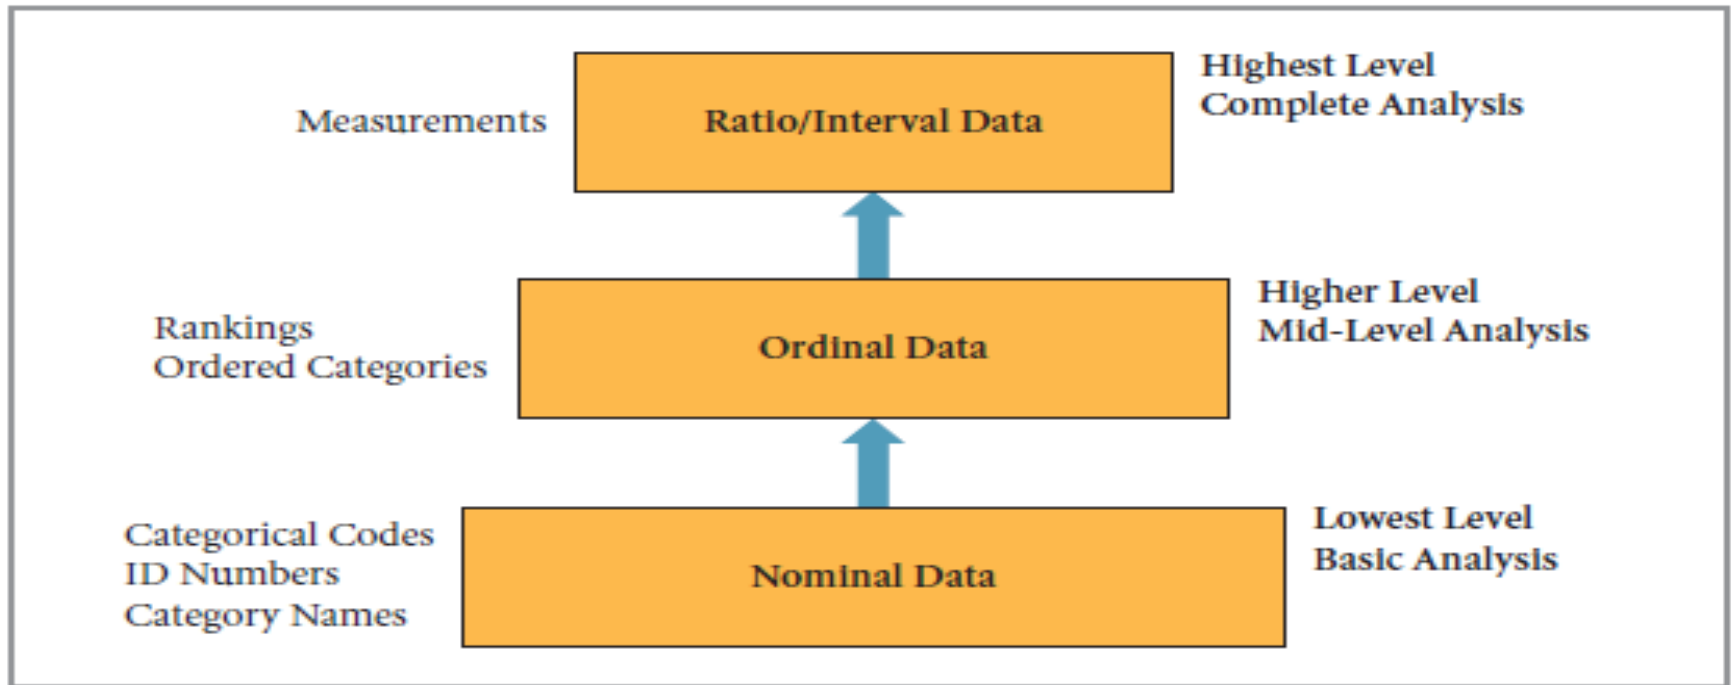 Measurements
Ratio/Interval Data
Highest Level
Complete Analysis
Rankings
Ordered Categories
Ordinal Data
Higher Level
Mid-Level Analysis
Categorical Codes
ID Numbers
Category Names
Nominal Data
Lowest Level
Basic Analysis